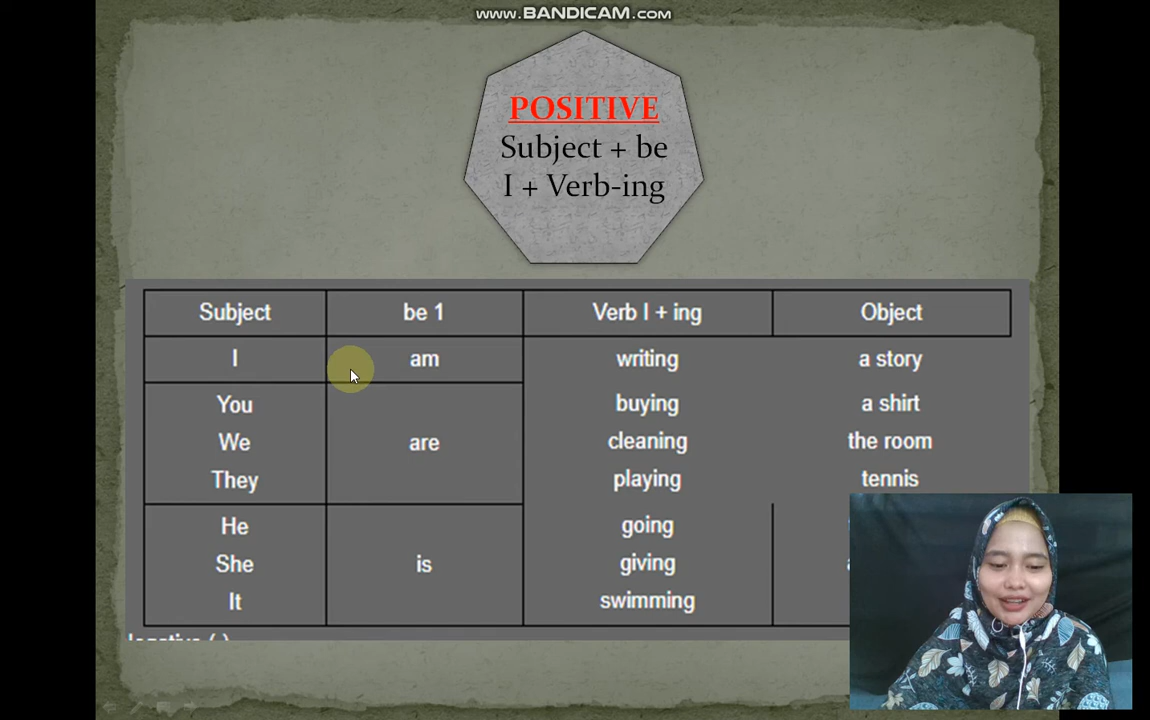 www.BANDICAM.com
POSITIVE
Subject + be
I + Verb-ing
Subject be 1 Verb I + ing Object
I am writing a story
You buying a shirt
We are cleaning the room
They playing tennis
He going
She is giving
It swimming